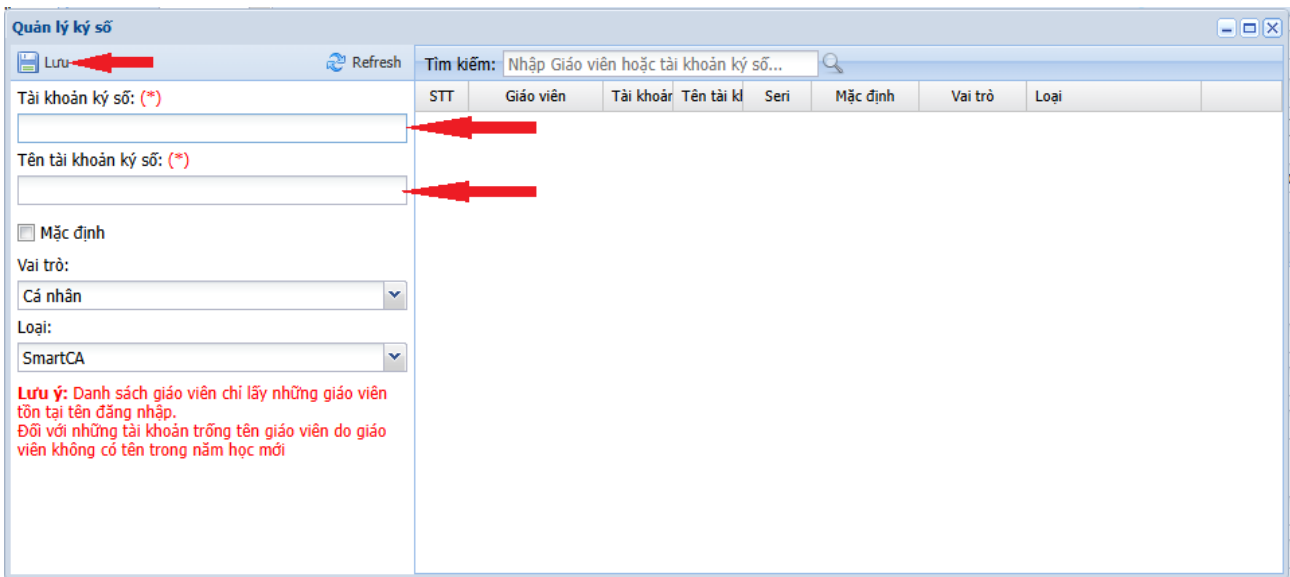 Quản lý ký số
Lưu
Refresh
Tìm kiếm: Nhập Giáo viên hoặc tài khoản ký số...
STT Giáo viên Tài khoản Tên tài kl Seri Mặc định Vai trò Loại
Tài khoản ký số: (*)
Tên tài khoản ký số: (*)
Mặc định
Vai trò:
Cá nhân
Loại:
SmartCA
Lưu ý: Danh sách giáo viên chỉ lấy những giáo viên
tồn tại tên đăng nhập.
Đối với những tài khoản trống tên giáo viên do giáo
viên không có tên trong năm học mới